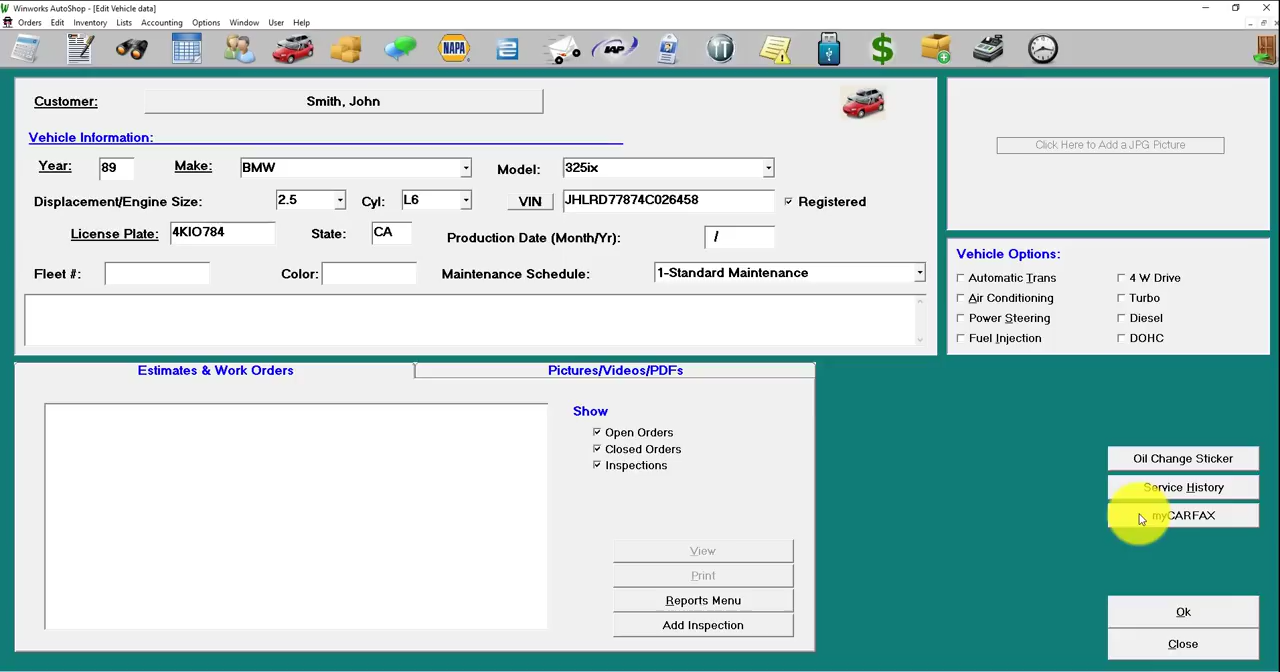 Winworks AutoShop - [Edit Vehicle data]
Orders Edit Inventory Lists Accounting Options Window User Help
NAPA IAP
Customer: Smith, John
Vehicle Information:
Year: 89 Make: BMW Model: 325ix
Displacement/Engine Size: 2.5 Cyl: L6 VIN JHLRD77874C026458 Registered
License Plate: 4KIO784 State: CA Production Date (Month/Yr): /
Fleet #: Color: Maintenance Schedule: 1-Standard Maintenance
Click Here to Add a JPG Picture
Vehicle Options:
Automatic Trans 4 W Drive
Air Conditioning Turbo
Power Steering Diesel
Fuel Injection DOHC
Estimates & Work Orders Pictures/Videos/PDFs
Show
Open Orders
Closed Orders
Inspections
View
Print
Reports Menu
Add Inspection
Oil Change Sticker
Service History
myCARFAX
Ok
Close